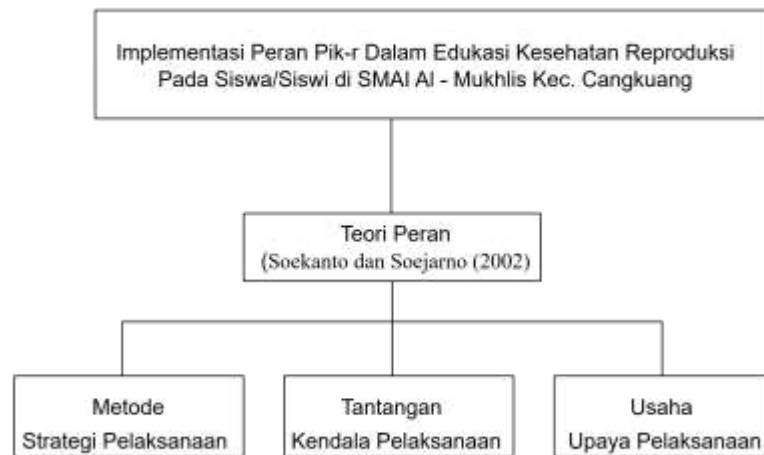 Implementasi Peran Pik-r Dalam Edukasi Kesehatan Reproduksi
Pada Siswa/Siswi di SMAI Al - Mukhlis Kec. Cangkuang
Teori Peran
(Soekanto dan Soejarno (2002)
Metode
Strategi Pelaksanaan
Tantangan
Kendala Pelaksanaan
Usaha
Upaya Pelaksanaan